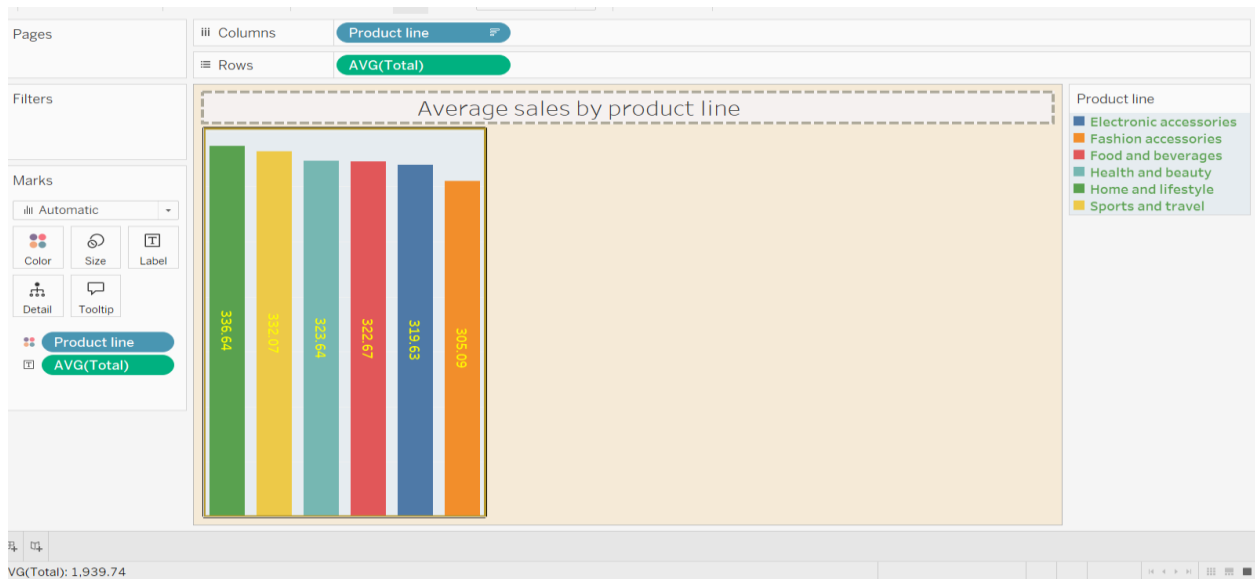 Pages
iii Columns
Product line
Rows
AVG(Total)
Filters
Average sales by product line
Product line
Electronic accessories
Fashion accessories
Food and beverages
Health and beauty
Home and lifestyle
Sports and travel
Marks
Automatic
Color
Size
T
Label
Detail
Tooltip
Product line
T
AVG(Total)
336.64
332.07
323.64
322.67
319.63
305.09
VG(Total): 1,939.74